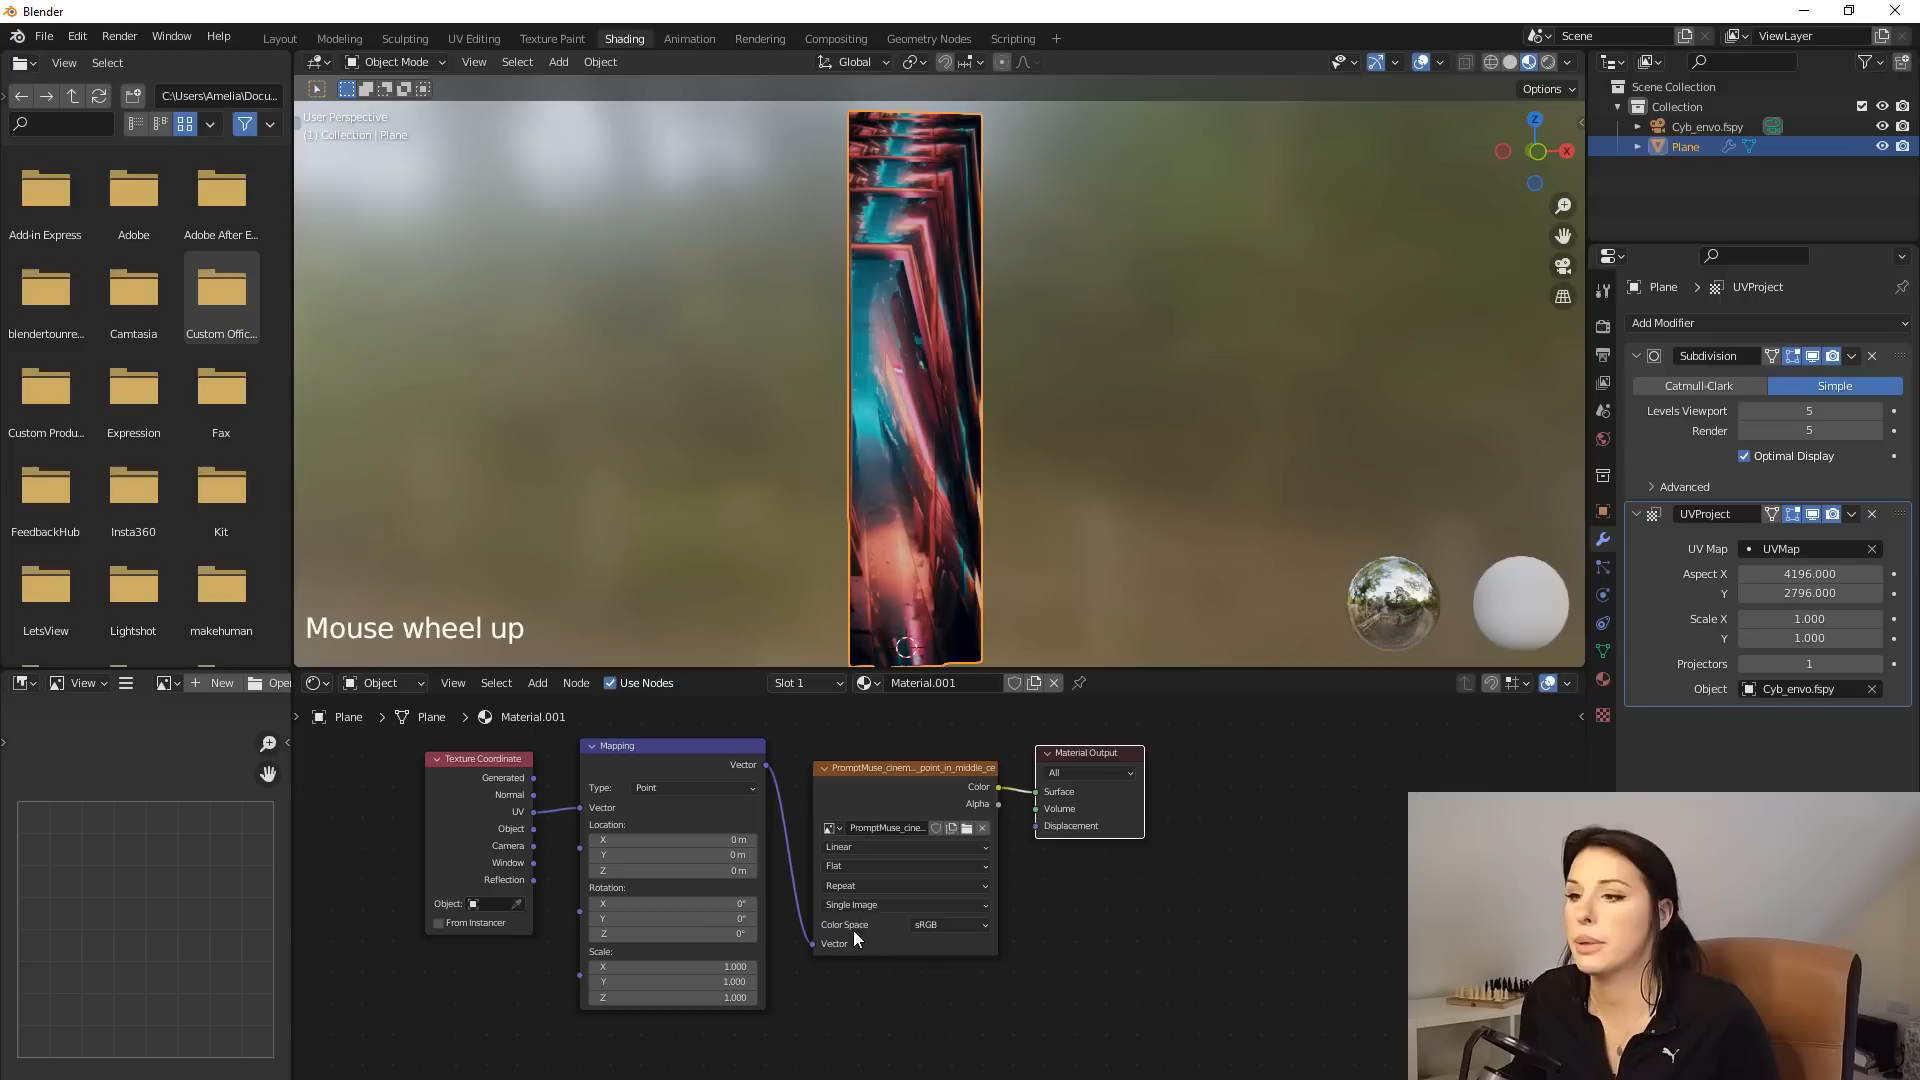 Blender
File Edit Render Window Help
Layout Modeling Sculpting UV Editing Texture Paint Shading Animation Rendering Compositing Geometry Nodes Scripting +
Scene
ViewLayer
View Select
C:\Users\Amelia\Docu...
Add-in Express
Adobe
Adobe After E...
blendertounre...
Camtasia
Custom Offic...
Custom Produ...
Expression
Fax
FeedbackHub
Insta360
Kit
LetsView
Lightshot
makehuman
Object Mode View Select Add Object
Global
Options
User Perspective
(1) Collection | Plane
Z
X
Mouse wheel up
Scene Collection
Collection
Cyb_envo.fspy
Plane
Plane > UVProject
Add Modifier
Subdivision
Catmull-Clark Simple
Levels Viewport 5
Render 5
Optimal Display
Advanced
UVProject
UV Map UVMap
Aspect X 4196.000
Y 2796.000
Scale X 1.000
Y 1.000
Projectors 1
Object Cyb_envo.fspy
View
+ New
Open
Object View Select Add Node Use Nodes Slot 1 Material.001
Plane > Plane > Material.001
Texture Coordinate
Generated
Normal
UV
Object
Camera
Window
Reflection
Object:
From Instancer
Mapping
Vector
Type: Point
Vector
Location:
X 0 m
Y 0 m
Z 0 m
Rotation:
X 0°
Y 0°
Z 0°
Scale:
X 1.000
Y 1.000
Z 1.000
PromptMuse_cinem..._point_in_middle_ce
Color
Alpha
PromptMuse_cine...
Linear
Flat
Repeat
Single Image
Color Space sRGB
Vector
Material Output
All
Surface
Volume
Displacement